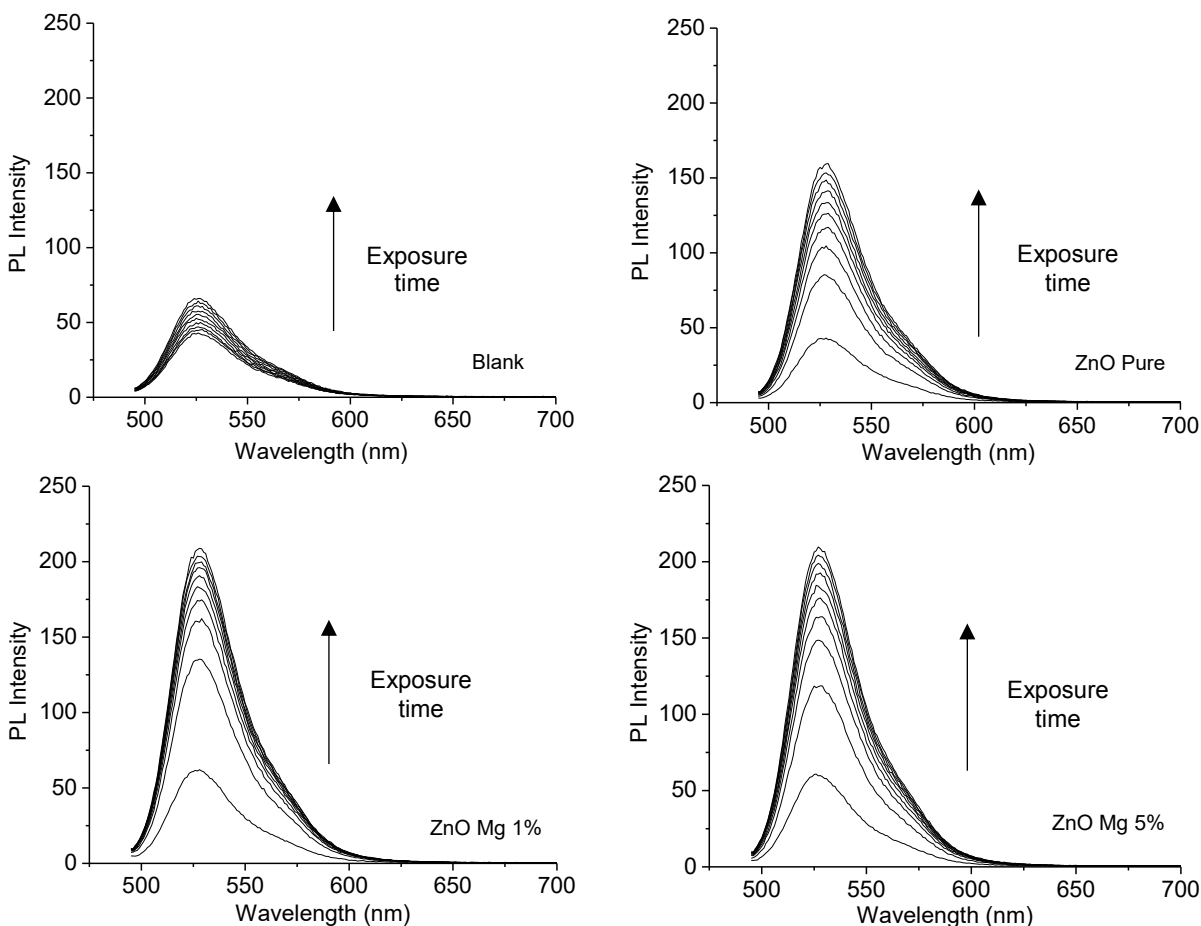 250
200
150
100
50
0
PL Intensity
Exposure
time
Blank
500
550
600
650
700
Wavelength (nm)
250
200
150
100
50
0
PL Intensity
Exposure
time
ZnO Pure
500
550
600
650
700
Wavelength (nm)
250
200
150
100
50
0
PL Intensity
Exposure
time
ZnO Mg 1%
500
550
600
650
700
Wavelength (nm)
250
200
150
100
50
0
PL Intensity
Exposure
time
ZnO Mg 5%
500
550
600
650
700
Wavelength (nm)